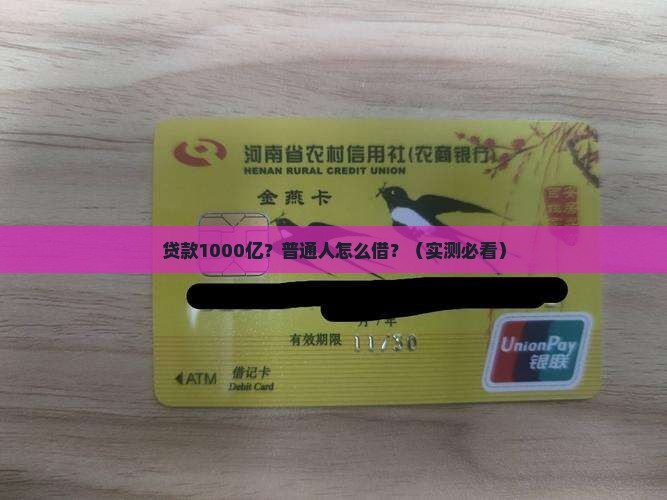 河南省农村信用社(农商银行)
HENAN RURAL CREDIT UNION
金燕卡
贷款1000亿？普通人怎么借？（实测必看）
月/年
有效期限 11/30
ATM 借记卡
Debit Card
UnionPay
银联